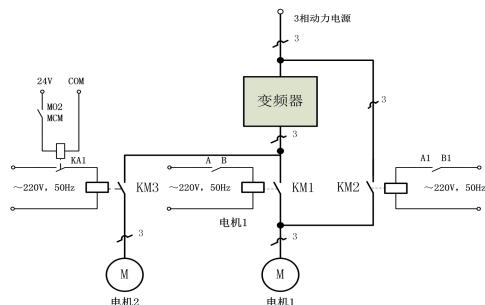 3相动力电源
3
24V COM
变频器
3
MO2
MCM
3
KA1
A B
A1 B1
～220V，50Hz
KM3
～220V，50Hz
KM1
KM2
～220V，50Hz
电机1
3
3
M
M
电机2
电机1